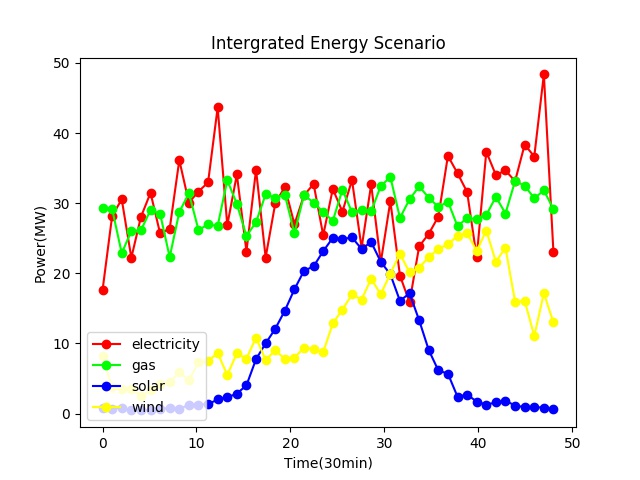 Intergrated Energy Scenario
Power(MW)
50
40
30
20
10
0
electricity
gas
solar
wind
0 10 20 30 40 50
Time(30min)